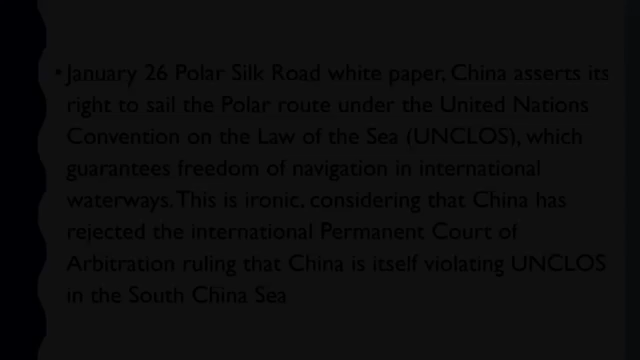 • January 26 Polar Silk Road white paper, China asserts its
right to sail the Polar route under the United Nations
Convention on the Law of the Sea (UNCLOS), which
guarantees freedom of navigation in international
waterways. This is ironic, considering that China has
rejected the international Permanent Court of
Arbitration ruling that China is itself violating UNCLOS
in the South China Sea